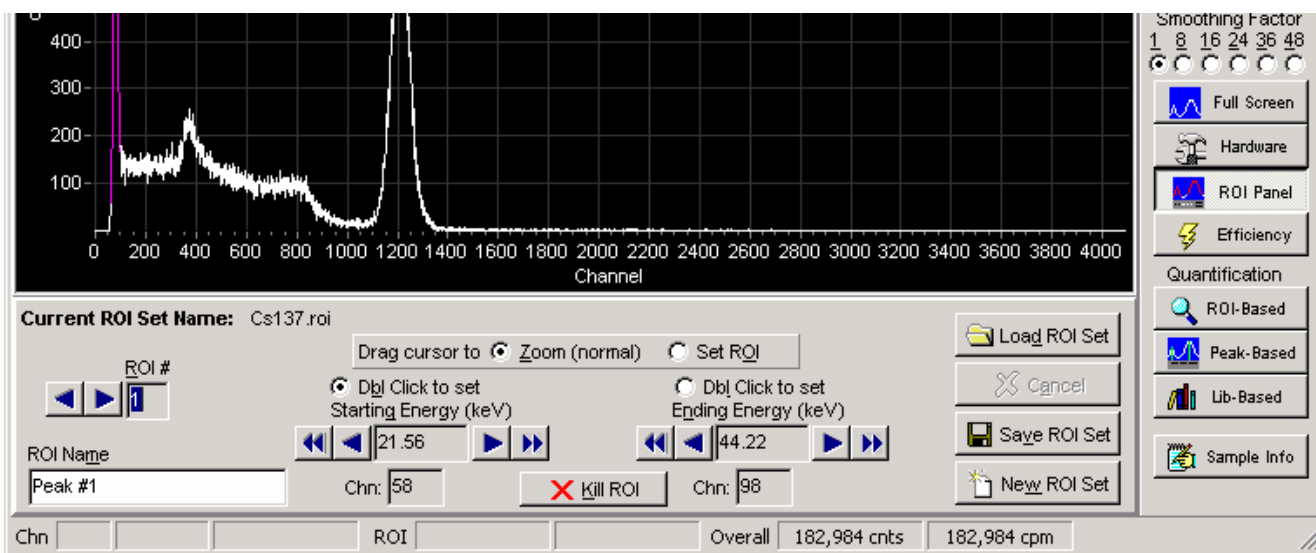 Smoothing Factor
1 8 16 24 36 48
400
300
200
100
0 200 400 600 800 1000 1200 1400 1600 1800 2000 2200 2400 2600 2800 3000 3200 3400 3600 3800 4000
Channel
Full Screen
Hardware
ROI Panel
Efficiency
Quantification
ROI-Based
Peak-Based
Lib-Based
Sample Info
Current ROI Set Name: Cs137.roi
Drag cursor to Zoom (normal) Set ROI
ROI #
1
Dbl Click to set
Starting Energy (keV)
21.56
Chn: 58
Dbl Click to set
Ending Energy (keV)
44.22
Chn: 98
ROI Name
Peak #1
Kill ROI
Load ROI Set
Cancel
Save ROI Set
New ROI Set
Chn ROI Overall 182,984 cnts 182,984 cpm